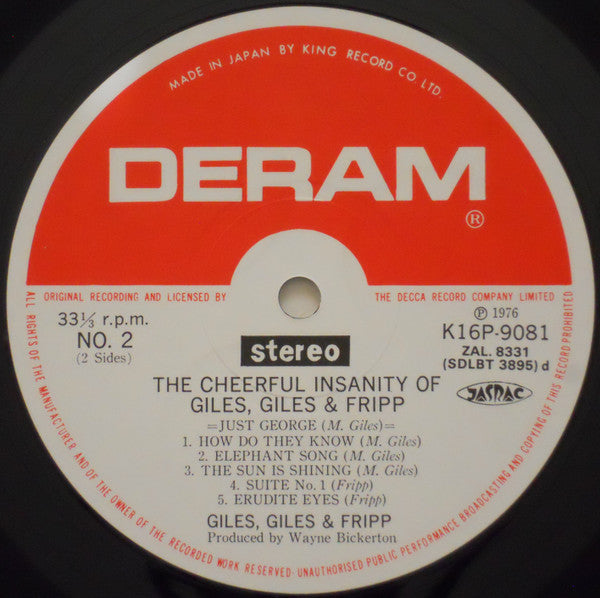 MADE IN JAPAN BY KING RECORD CO. LTD.
DERAM
®
ORIGINAL RECORDING AND LICENSED BY
THE DECCA RECORD COMPANY LIMITED
33⅓ r.p.m.
NO. 2
(2 Sides)
stereo
Ⓟ 1976
K16P-9081
ZAL. 8331
(SDLBT 3895) d
JASRAC
THE CHEERFUL INSANITY OF
GILES, GILES & FRIPP
=JUST GEORGE (M. Giles)=
1. HOW DO THEY KNOW (M. Giles)
2. ELEPHANT SONG (M. Giles)
3. THE SUN IS SHINING (M. Giles)
4. SUITE No. 1 (Fripp)
5. ERUDITE EYES (Fripp)
GILES, GILES & FRIPP
Produced by Wayne Bickerton
ALL RIGHTS OF THE MANUFACTURER AND OF THE OWNER OF THE RECORDED WORK RESERVED·UNAUTHORISED PUBLIC PERFORMANCE BROADCASTING AND COPYING OF THIS RECORD PROHIBITED